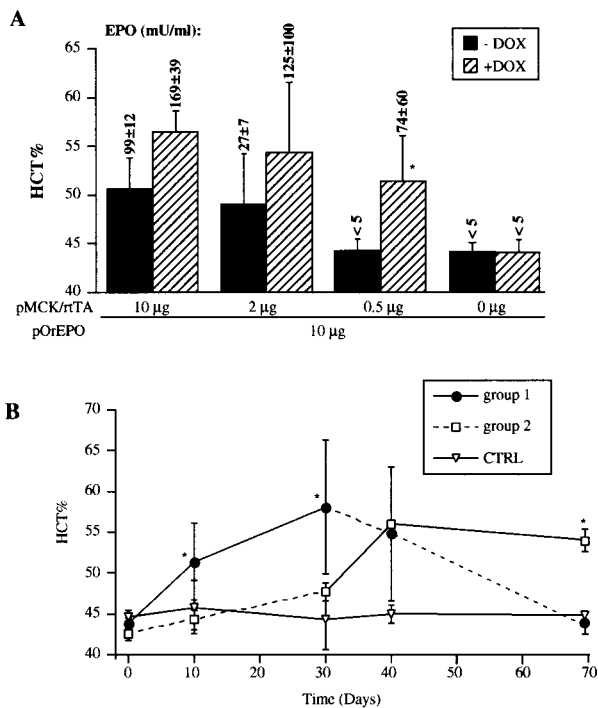 A
EPO (mU/ml):
- DOX
+DOX
99±12
169±39
27±7
125±100
< 5
74±60
*
< 5
< 5
HCT%
65
60
55
50
45
40
pMCK/rtTA 10 µg 2 µg 0.5 µg 0 µg
pOrEPO 10 µg
B
group 1
group 2
CTRL
HCT%
70
65
60
55
50
45
40
*
*
*
0 10 20 30 40 50 60 70
Time (Days)